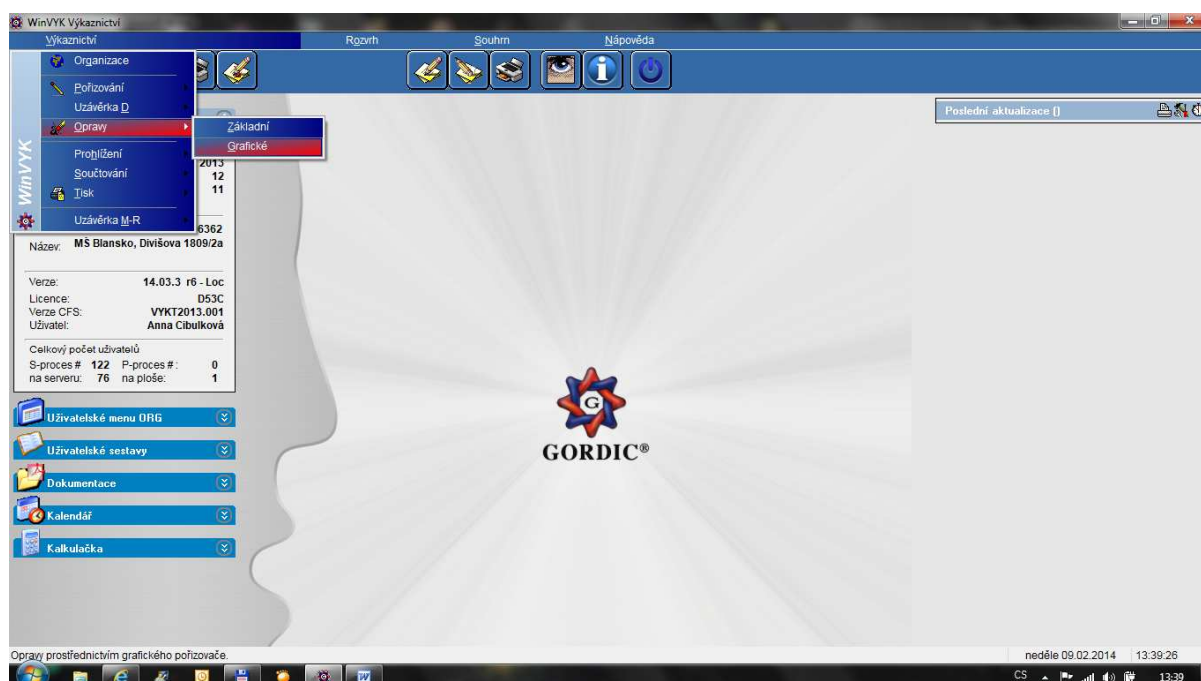 WinVYK Výkaznictví
Výkaznictví Rozvrh Souhrn Nápověda
WinVYK
Organizace
Pořizování
Uzávěrka D
Opravy
Základní
Grafické
Prohlížení
Součtování
Tisk
Uzávěrka M-R
2013
12
11
6362
Název: MŠ Blansko, Divišova 1809/2a
Verze: 14.03.3 r6 - Loc
Licence: D53C
Verze CFS: VYKT2013.001
Uživatel: Anna Cibulková
Celkový počet uživatelů
S-proces # 122 P-proces # : 0
na serveru: 76 na ploše: 1
Uživatelské menu ORG
Uživatelské sestavy
Dokumentace
Kalendář
Kalkulačka
Poslední aktualizace ()
G
GORDIC®
Opravy prostřednictvím grafického pořizovače.
neděle 09.02.2014 13:39:26
CS 13:39